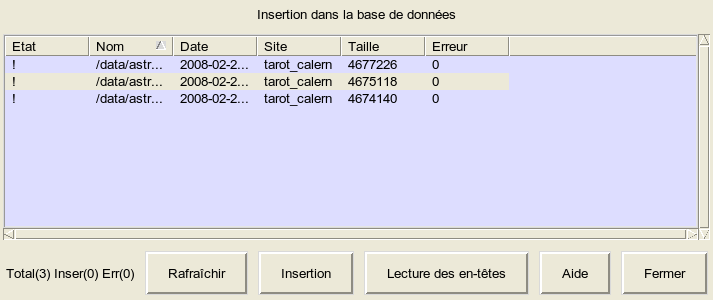 Insertion dans la base de données
Etat Nom Date Site Taille Erreur
! /data/astr... 2008-02-2... tarot_calern 4677226 0
! /data/astr... 2008-02-2... tarot_calern 4675118 0
! /data/astr... 2008-02-2... tarot_calern 4674140 0
Total(3) Inser(0) Err(0) Rafraîchir Insertion Lecture des en-têtes Aide Fermer